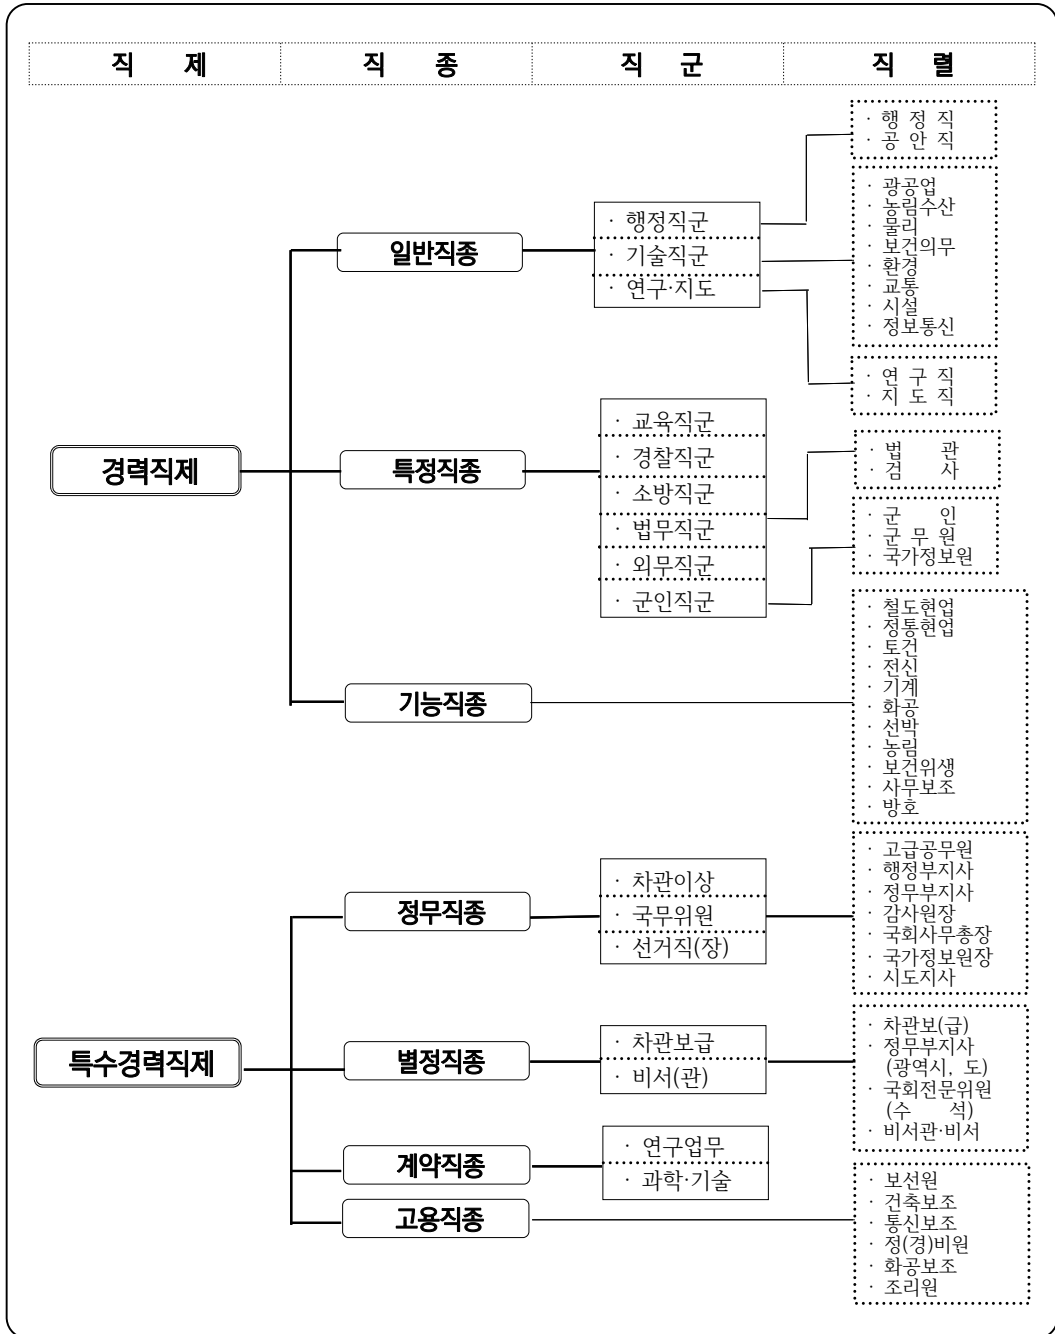 직 제 직 종 직 군 직 렬
· 행 정 직
· 공 안 직
· 광공업
· 농림수산
· 물리
· 보건의무
· 환경
· 교통
· 시설
· 정보통신
· 연 구 직
· 지 도 직
일반직종
· 행정직군
· 기술직군
· 연구·지도
경력직제
특정직종
· 교육직군
· 경찰직군
· 소방직군
· 법무직군
· 외무직군
· 군인직군
· 법 관
· 검 사
· 군 인
· 군 무 원
· 국가정보원
기능직종
· 철도현업
· 정통현업
· 토건
· 전신
· 기계
· 화공
· 선박
· 농림
· 보건위생
· 사무보조
· 방호
정무직종
· 차관이상
· 국무위원
· 선거직(장)
· 고급공무원
· 행정부지사
· 정무부지사
· 감사원장
· 국회사무총장
· 국가정보원장
· 시도지사
특수경력직제
별정직종
· 차관보급
· 비서(관)
· 차관보(급)
· 정무부지사
(광역시, 도)
· 국회전문위원
(수 석)
· 비서관·비서
계약직종
· 연구업무
· 과학·기술
고용직종
· 보선원
· 건축보조
· 통신보조
· 정(경)비원
· 화공보조
· 조리원